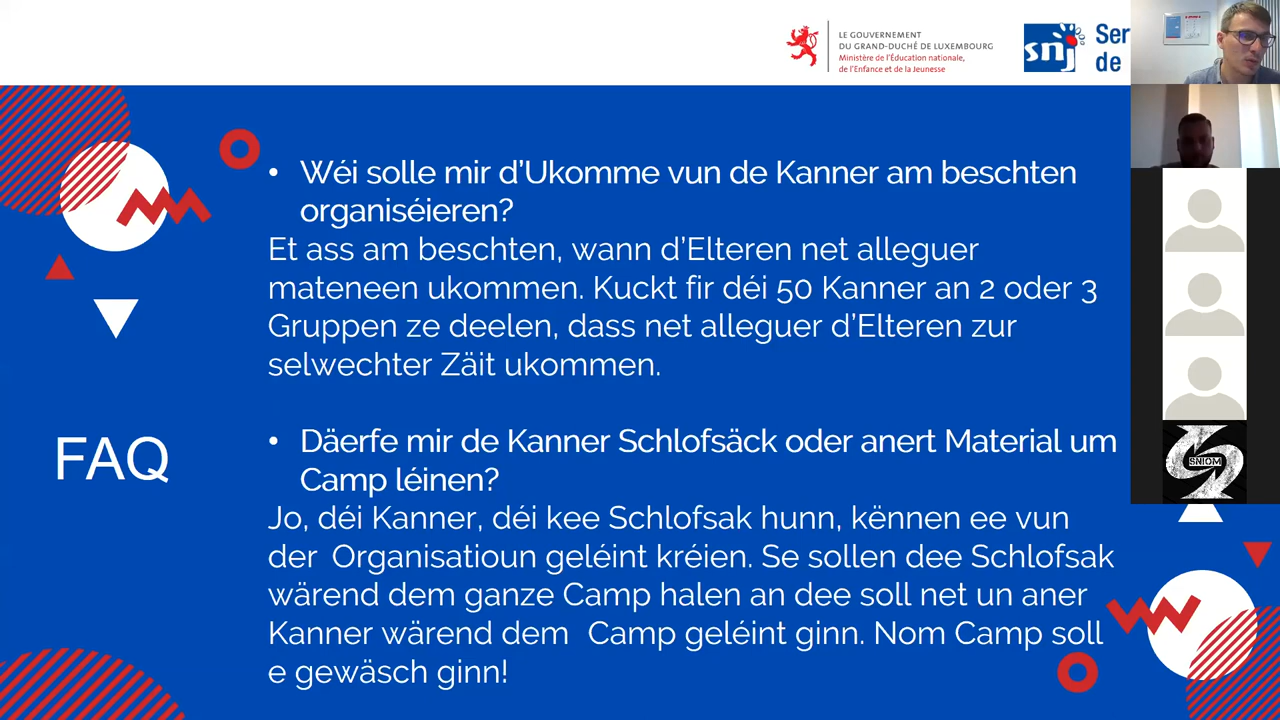 LE GOUVERNEMENT
DU GRAND-DUCHÉ DE LUXEMBOURG
Ministère de l'Éducation nationale,
de l'Enfance et de la Jeunesse
snj
Ser
de
• Wéi solle mir d'Ukomme vun de Kanner am beschten
organiséieren?
Et ass am beschten, wann d'Elteren net alleguer
mateneen ukommen. Kuckt fir déi 50 Kanner an 2 oder 3
Gruppen ze deelen, dass net alleguer d'Elteren zur
selwechter Zäit ukommen.
FAQ
• Däerfe mir de Kanner Schlofsäck oder anert Material um
Camp léinen?
Jo, déi Kanner, déi kee Schlofsak hunn, kënnen ee vun
der Organisatioun geléint kréien. Se sollen dee Schlofsak
wärend dem ganze Camp halen an dee soll net un aner
Kanner wärend dem Camp geléint ginn. Nom Camp soll
e gewäsch ginn!
SNIOM